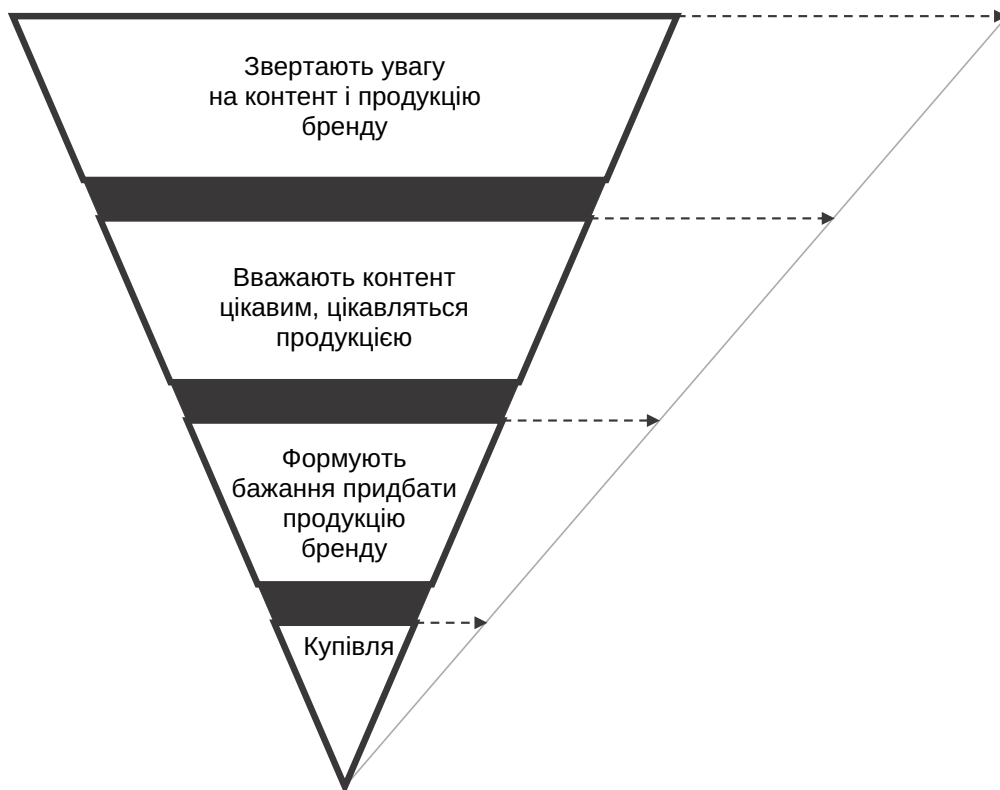 Звертають увагу
на контент і продукцію
бренду
Вважають контент
цікавим, цікавляться
продукцією
Формують
бажання придбати
продукцію
бренду
Купівля